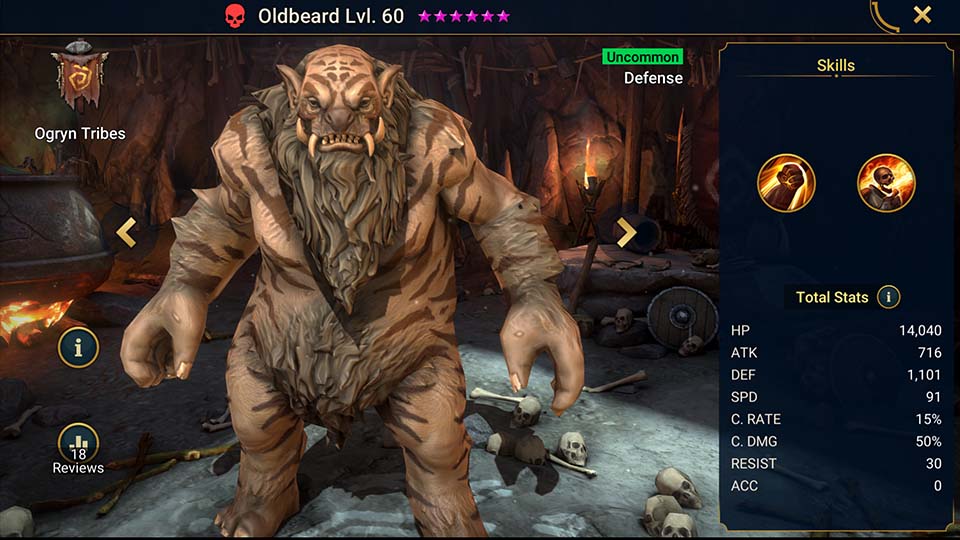 Oldbeard Lvl. 60
Uncommon
Defense
Ogryn Tribes
i
18
Reviews
Skills
Total Stats i
HP 14,040
ATK 716
DEF 1,101
SPD 91
C. RATE 15%
C. DMG 50%
RESIST 30
ACC 0